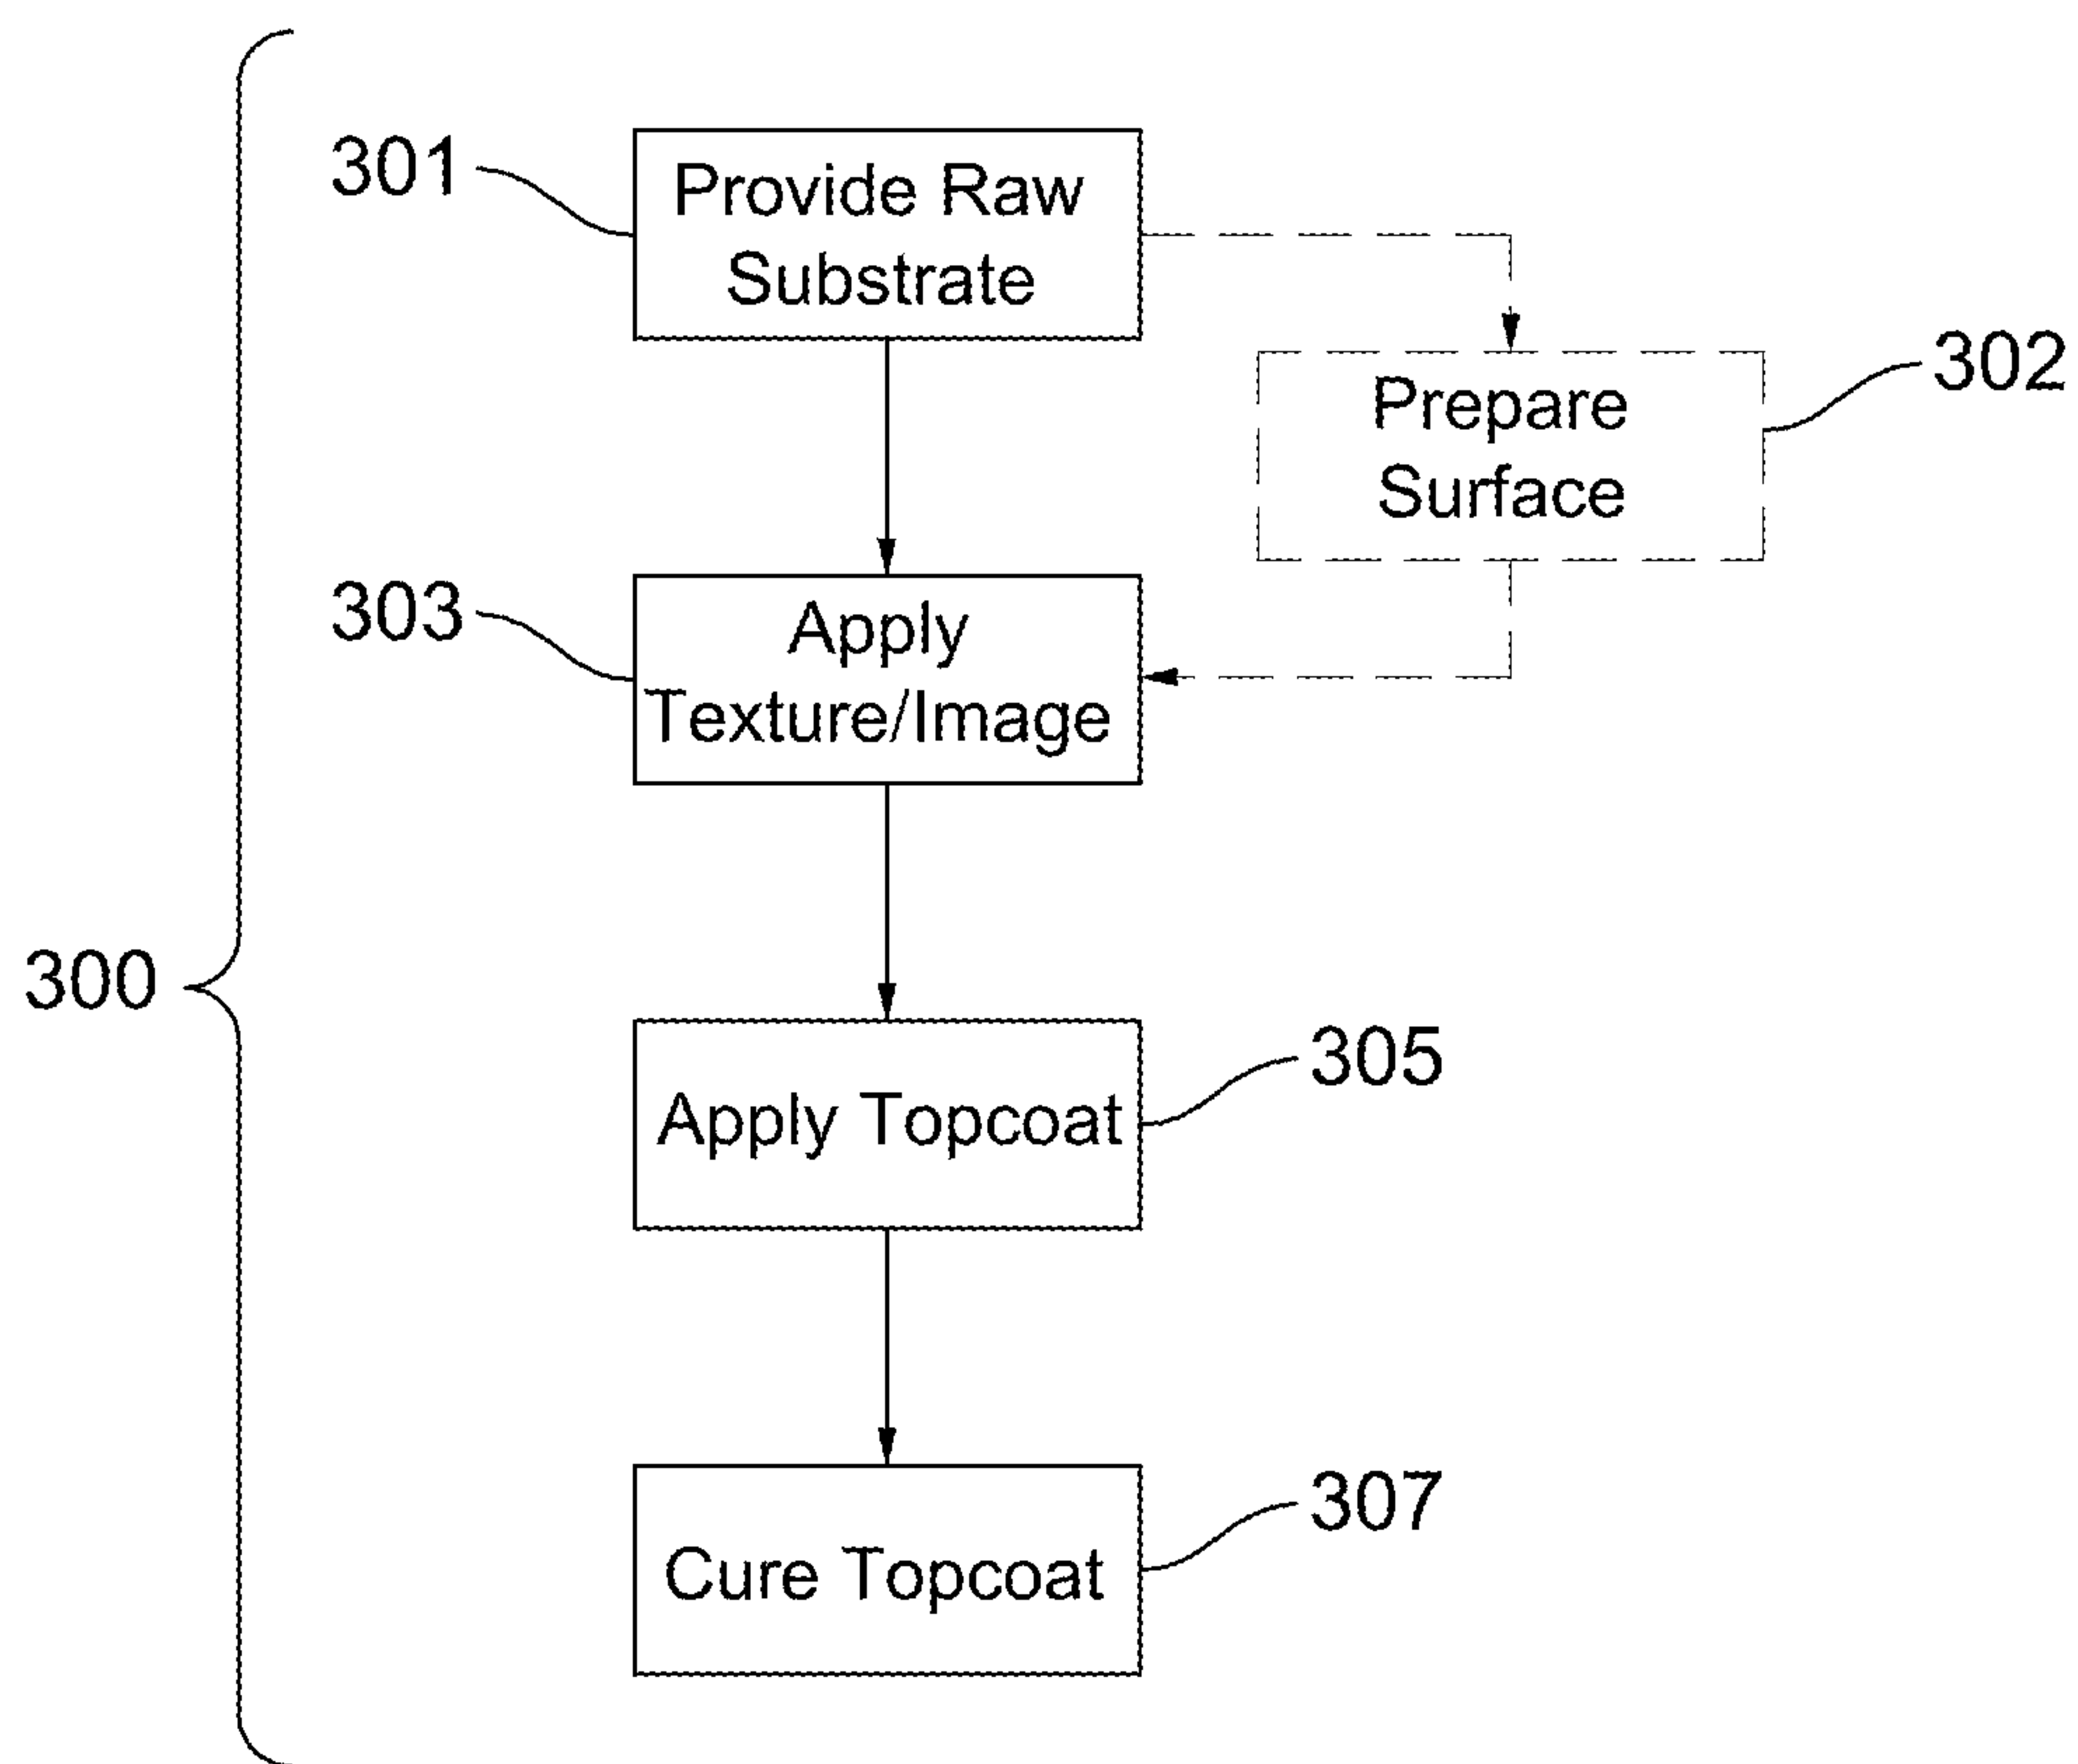 301
Provide Raw
Substrate
302
Prepare
Surface
303
Apply
Texture/Image
300
305
Apply Topcoat
307
Cure Topcoat